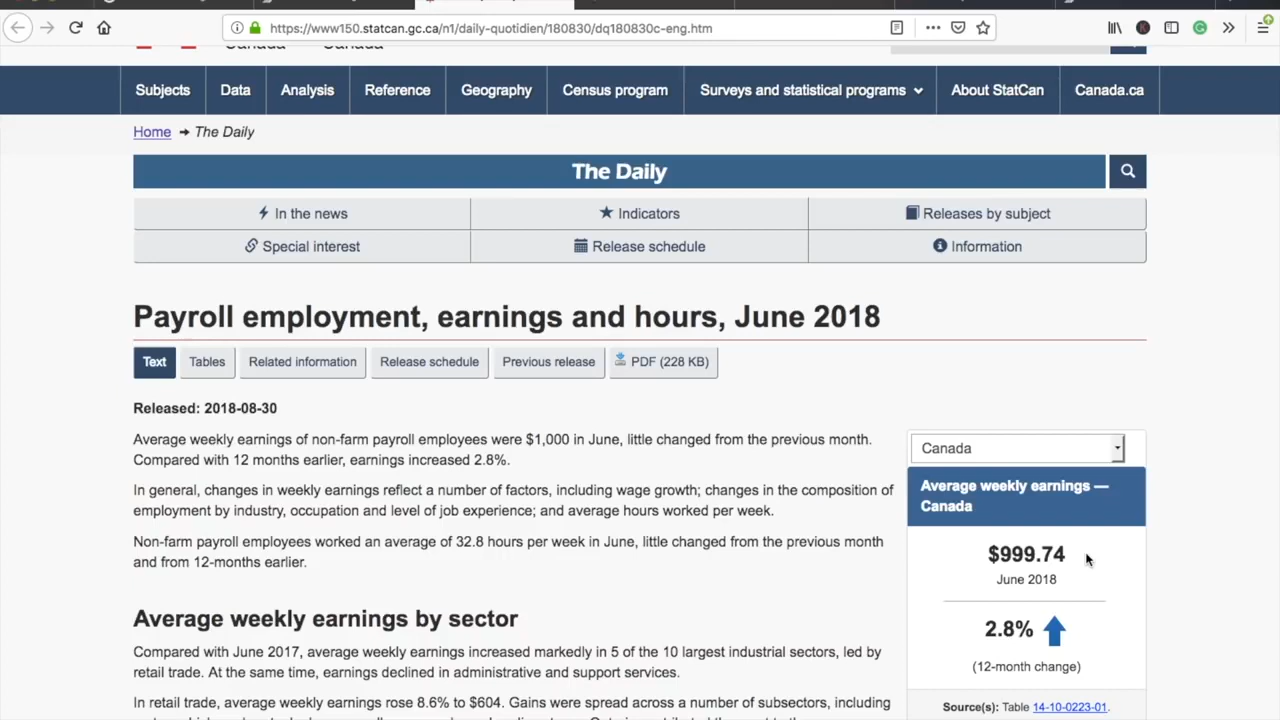 https://www150.statcan.gc.ca/n1/daily-quotidien/180830/dq180830c-eng.htm
Canada Canada
Subjects Data Analysis Reference Geography Census program Surveys and statistical programs About StatCan Canada.ca
Home The Daily
The Daily
In the news Indicators Releases by subject
Special interest Release schedule Information
Payroll employment, earnings and hours, June 2018
Text Tables Related information Release schedule Previous release PDF (228 KB)
Released: 2018-08-30
Average weekly earnings of non-farm payroll employees were $1,000 in June, little changed from the previous month.
Compared with 12 months earlier, earnings increased 2.8%.
In general, changes in weekly earnings reflect a number of factors, including wage growth; changes in the composition of
employment by industry, occupation and level of job experience; and average hours worked per week.
Non-farm payroll employees worked an average of 32.8 hours per week in June, little changed from the previous month
and from 12-months earlier.
Average weekly earnings by sector
Compared with June 2017, average weekly earnings increased markedly in 5 of the 10 largest industrial sectors, led by
retail trade. At the same time, earnings declined in administrative and support services.
In retail trade, average weekly earnings rose 8.6% to $604. Gains were spread across a number of subsectors, including
Canada
Average weekly earnings —
Canada
$999.74
June 2018
2.8%
(12-month change)
Source(s): Table 14-10-0223-01.